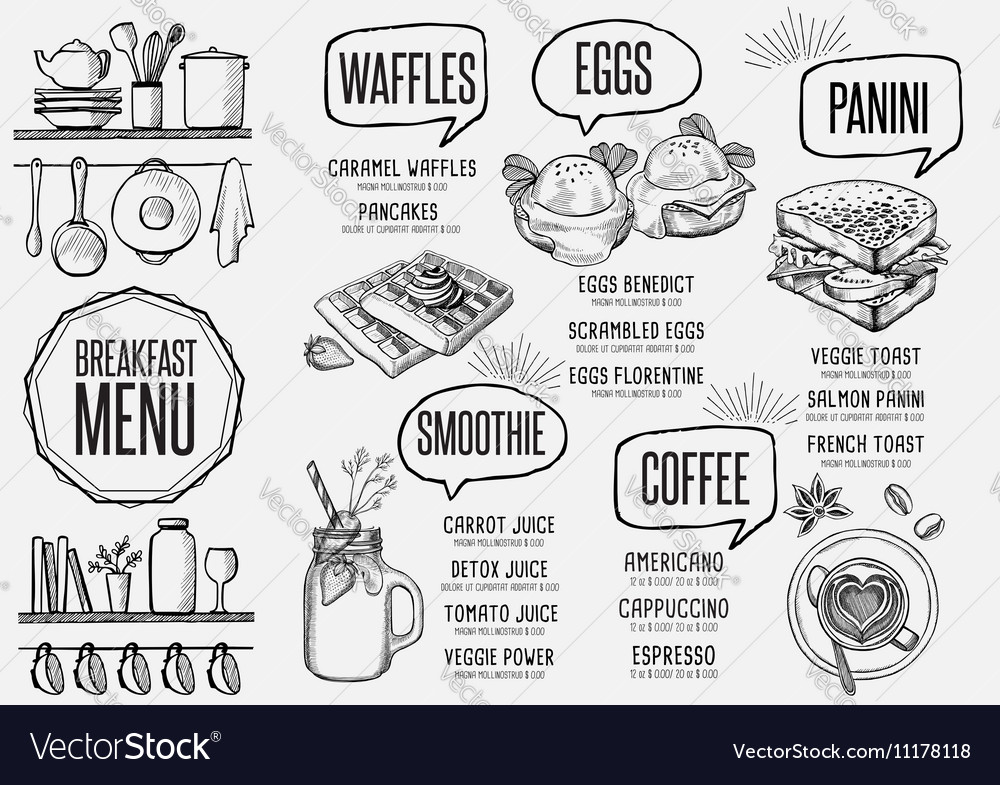 BREAKFAST
MENU
WAFFLES
CARAMEL WAFFLES
MAGNA MOLLINOSTRUD $ 0.00
PANCAKES
DOLORE UT CUPIDATAT ADDATAT $ 0.00
EGGS
EGGS BENEDICT
MAGNA MOLLINOSTRUD $ 0.00
SCRAMBLED EGGS
DOLORE UT CUPIDATAT ADDATAT $ 0.00
EGGS FLORENTINE
MAGNA MOLLINOSTRUD $ 0.00
PANINI
VEGGIE TOAST
MAGNA MOLLINOSTRUD $ 0.00
SALMON PANINI
DOLORE UT CUPIDATAT ADDATAT $ 0.00
FRENCH TOAST
MAGNA MOLLINOSTRUD $ 0.00
SMOOTHIE
CARROT JUICE
MAGNA MOLLINOSTRUD $ 0.00
DETOX JUICE
DOLORE UT CUPIDATAT ADDATAT $ 0.00
TOMATO JUICE
MAGNA MOLLINOSTRUD $ 0.00
VEGGIE POWER
MAGNA MOLLINOSTRUD $ 0.00
COFFEE
AMERICANO
12 oz $ 0.00/ 20 oz $ 0.00
CAPPUCCINO
12 oz $ 0.00/ 20 oz $ 0.00
ESPRESSO
12 oz $ 0.00/ 20 oz $ 0.00
VectorStock®
VectorStock.com/11178118